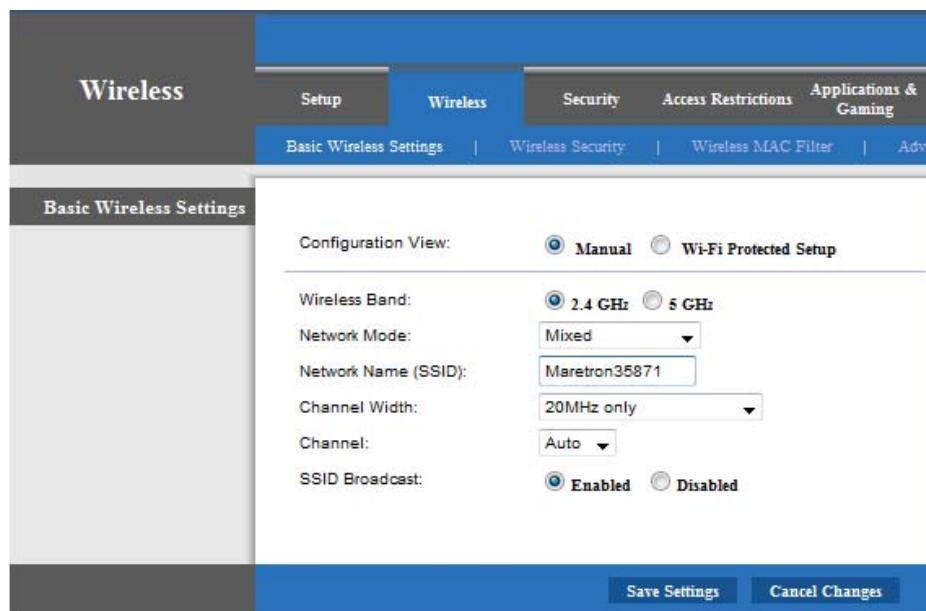 Wireless
Setup Wireless Security Access Restrictions Applications & Gaming
Basic Wireless Settings | Wireless Security | Wireless MAC Filter | Adv
Basic Wireless Settings
Configuration View: Manual Wi-Fi Protected Setup
Wireless Band: 2.4 GHz 5 GHz
Network Mode: Mixed
Network Name (SSID): Maretron35871
Channel Width: 20MHz only
Channel: Auto
SSID Broadcast: Enabled Disabled
Save Settings Cancel Changes